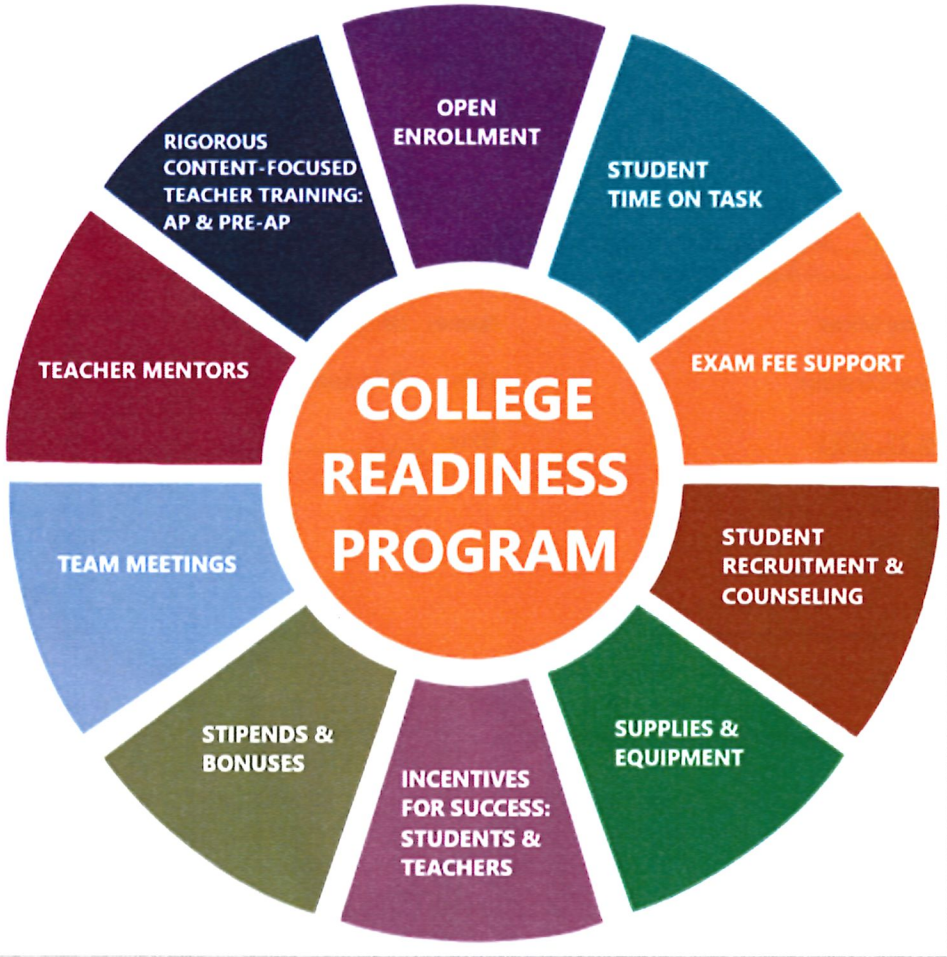 OPEN
ENROLLMENT
STUDENT
TIME ON TASK
EXAM FEE SUPPORT
STUDENT
RECRUITMENT &
COUNSELING
SUPPLIES &
EQUIPMENT
INCENTIVES
FOR SUCCESS:
STUDENTS &
TEACHERS
STIPENDS &
BONUSES
TEAM MEETINGS
TEACHER MENTORS
RIGOROUS
CONTENT-FOCUSED
TEACHER TRAINING:
AP & PRE-AP
COLLEGE
READINESS
PROGRAM